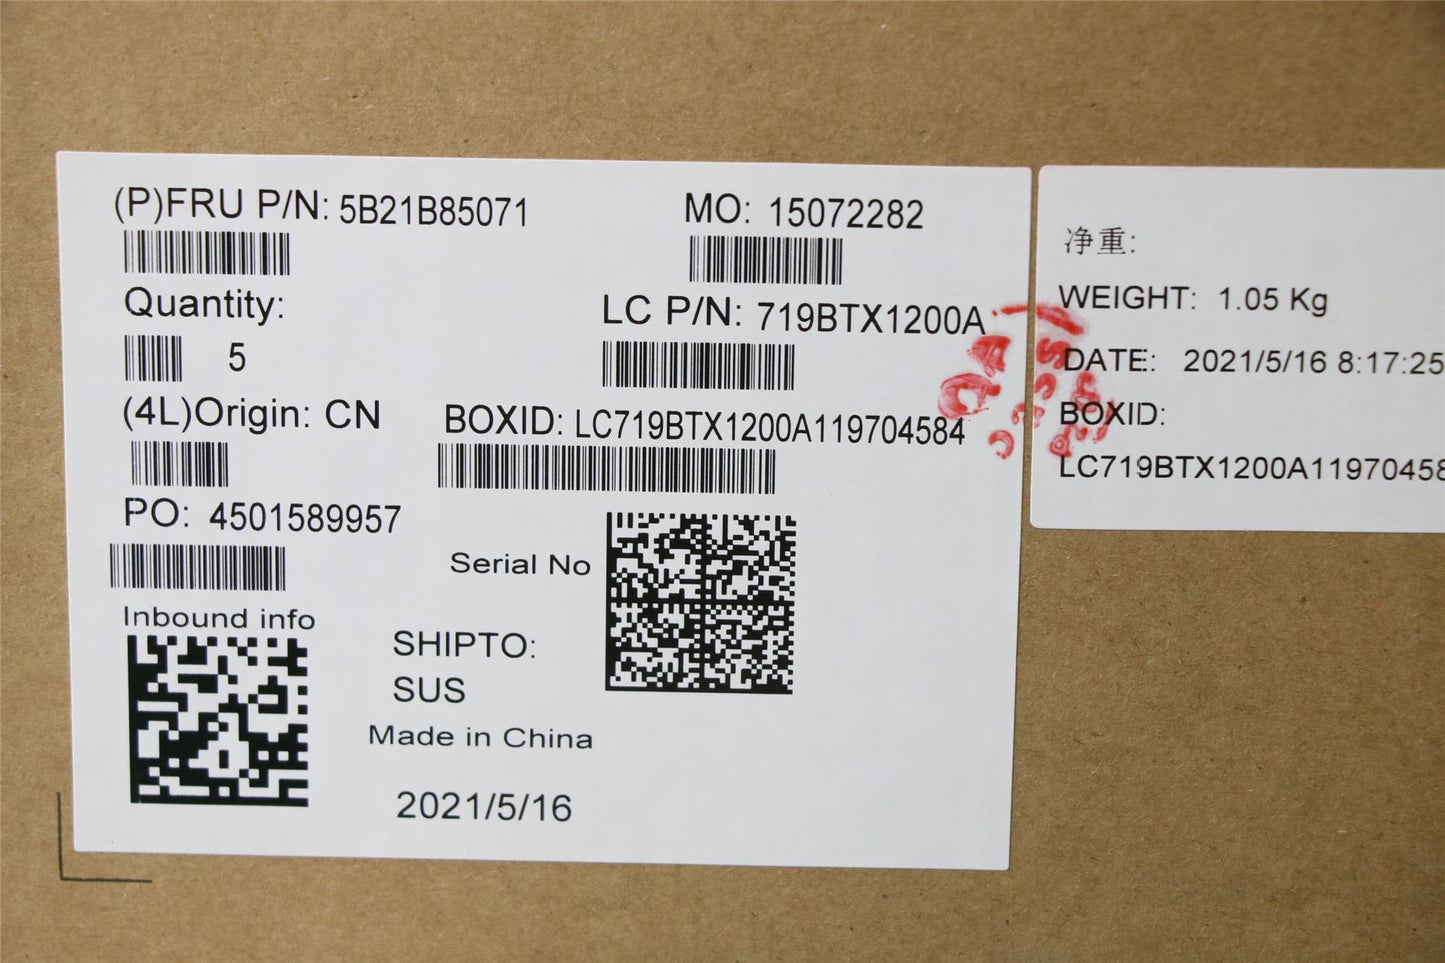 (P)FRU P/N: 5B21B85071
MO: 15072282
Quantity:
5
LC P/N: 719BTX1200A
(4L)Origin: CN
BOXID: LC719BTX1200A119704584
PO: 4501589957
Serial No
Inbound info
SHIPTO:
SUS
Made in China
2021/5/16
净重:
WEIGHT: 1.05 Kg
DATE: 2021/5/16 8:17:25
BOXID:
LC719BTX1200A11970458